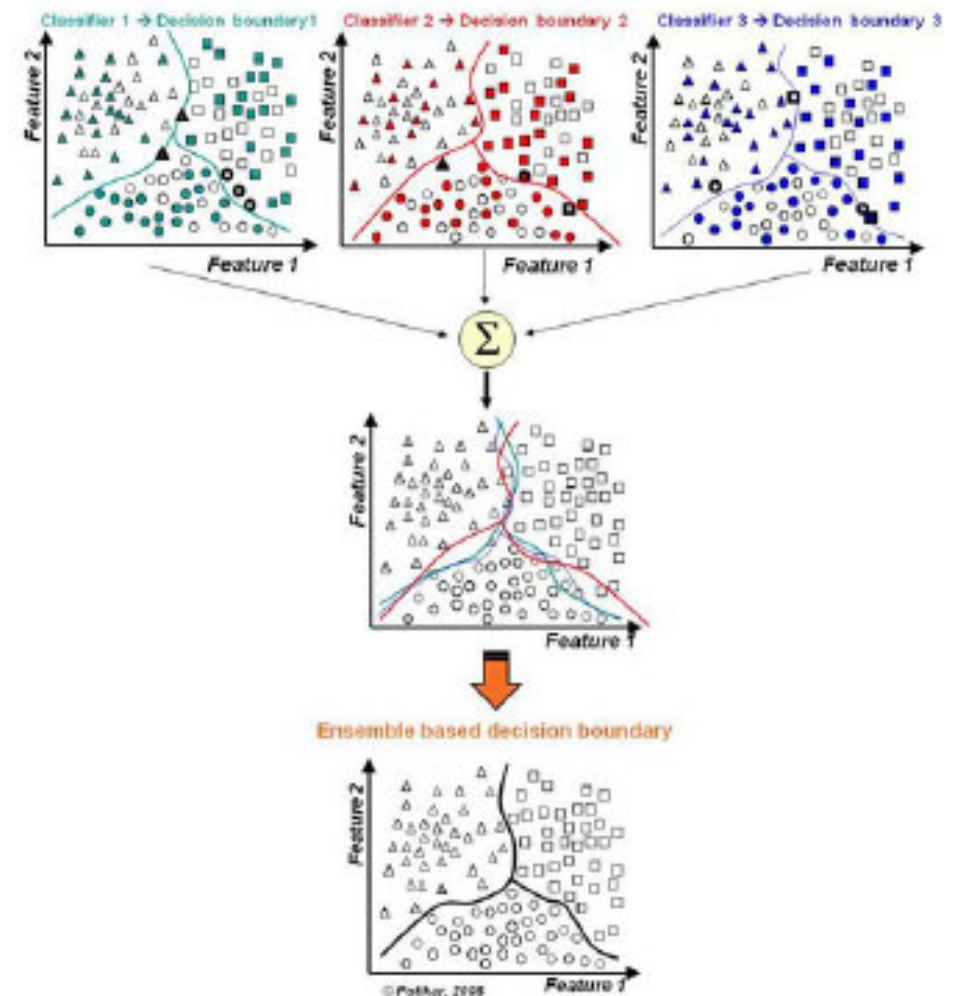 Classifier 1 → Decision boundary1
Classifier 2 → Decision boundary 2
Classifier 3 → Decision boundary 3
Feature 2
Feature 1
Feature 2
Feature 1
Feature 2
Feature 1
Σ
Feature 2
Feature 1
Ensemble based decision boundary
Feature 2
Feature 1
©